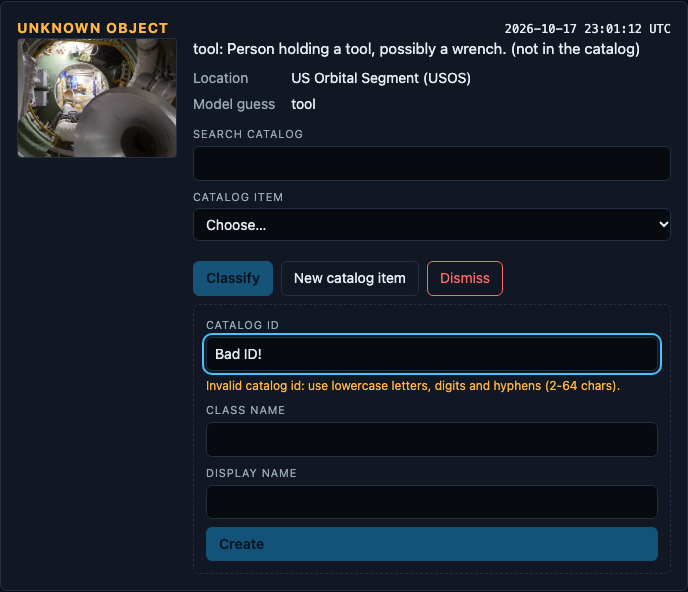 UNKNOWN OBJECT
2026-10-17 23:01:12 UTC
tool: Person holding a tool, possibly a wrench. (not in the catalog)
Location US Orbital Segment (USOS)
Model guess tool
SEARCH CATALOG
CATALOG ITEM
Choose...
Classify New catalog item Dismiss
CATALOG ID
Bad ID!
Invalid catalog id: use lowercase letters, digits and hyphens (2-64 chars).
CLASS NAME
DISPLAY NAME
Create